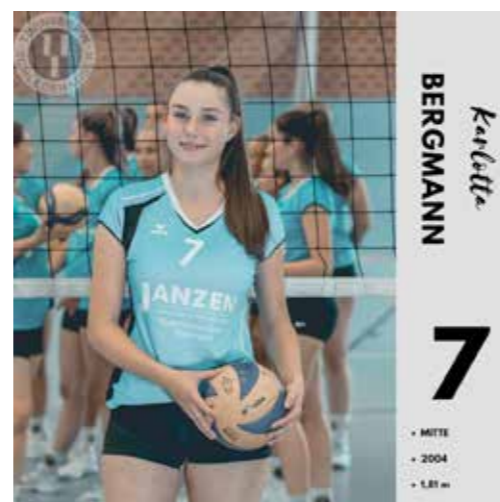 Karlotta
BERGMANN
7
• MITTE
• 2004
• 1,81 m
7
JANZEN